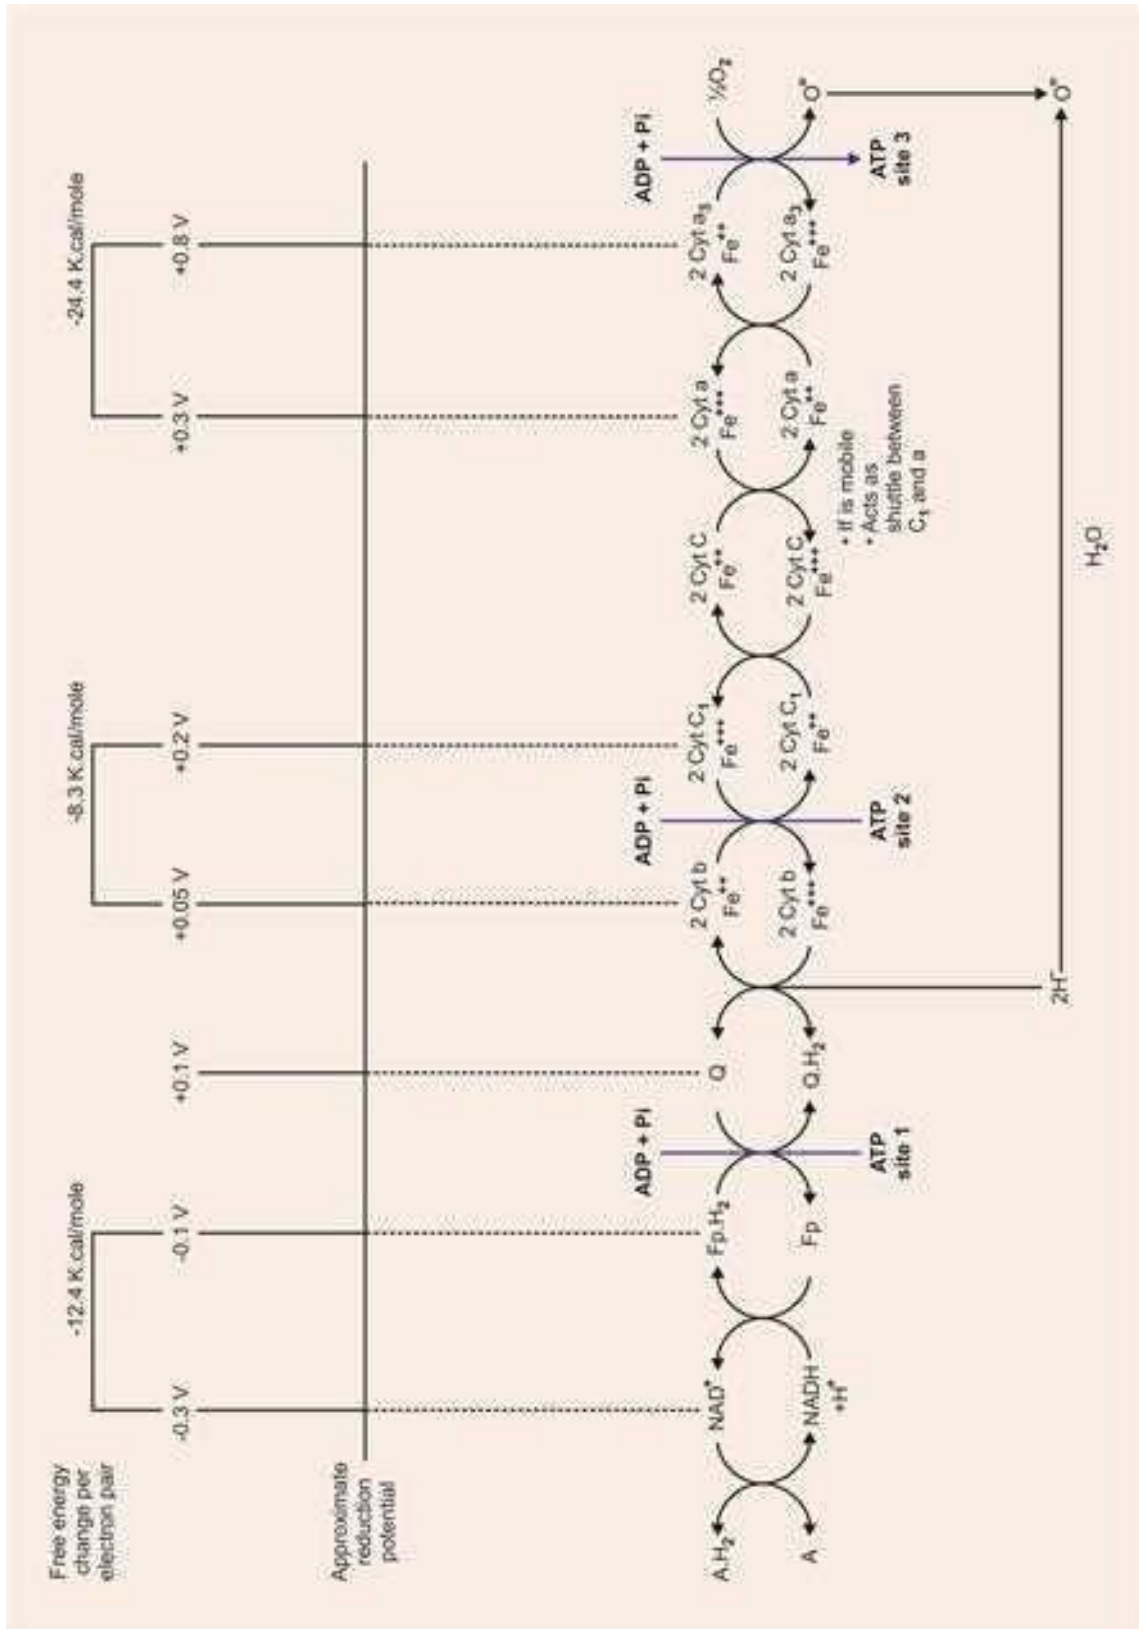 Free energy
change per
electron pair
-12.4 K.cal/mole
-8.3 K.cal/mole
-24.4 K.cal/mole
-0.3 V
-0.1 V
+0.1 V
+0.05 V
+0.2 V
+0.3 V
+0.8 V
Approximate
reduction
potential
ADP + Pi
ADP + Pi
ADP + Pi
A.H₂
NAD⁺
Fp.H₂
Q
2 Cyt b
Fe⁺⁺
2 Cyt C₁
Fe⁺⁺⁺
2 Cyt C
Fe⁺⁺
2 Cyt a
Fe⁺⁺⁺
2 Cyt a₃
Fe⁺⁺
½O₂
A
NADH
+H⁺
Fp
Q.H₂
2 Cyt b
Fe⁺⁺⁺
2 Cyt C₁
Fe⁺⁺
2 Cyt C
Fe⁺⁺⁺
2 Cyt a
Fe⁺⁺
2 Cyt a₃
Fe⁺⁺⁺
ATP
site 1
ATP
site 2
• If is mobile
• Acts as
shuttle between
C₁ and a
ATP
site 3
H₂O